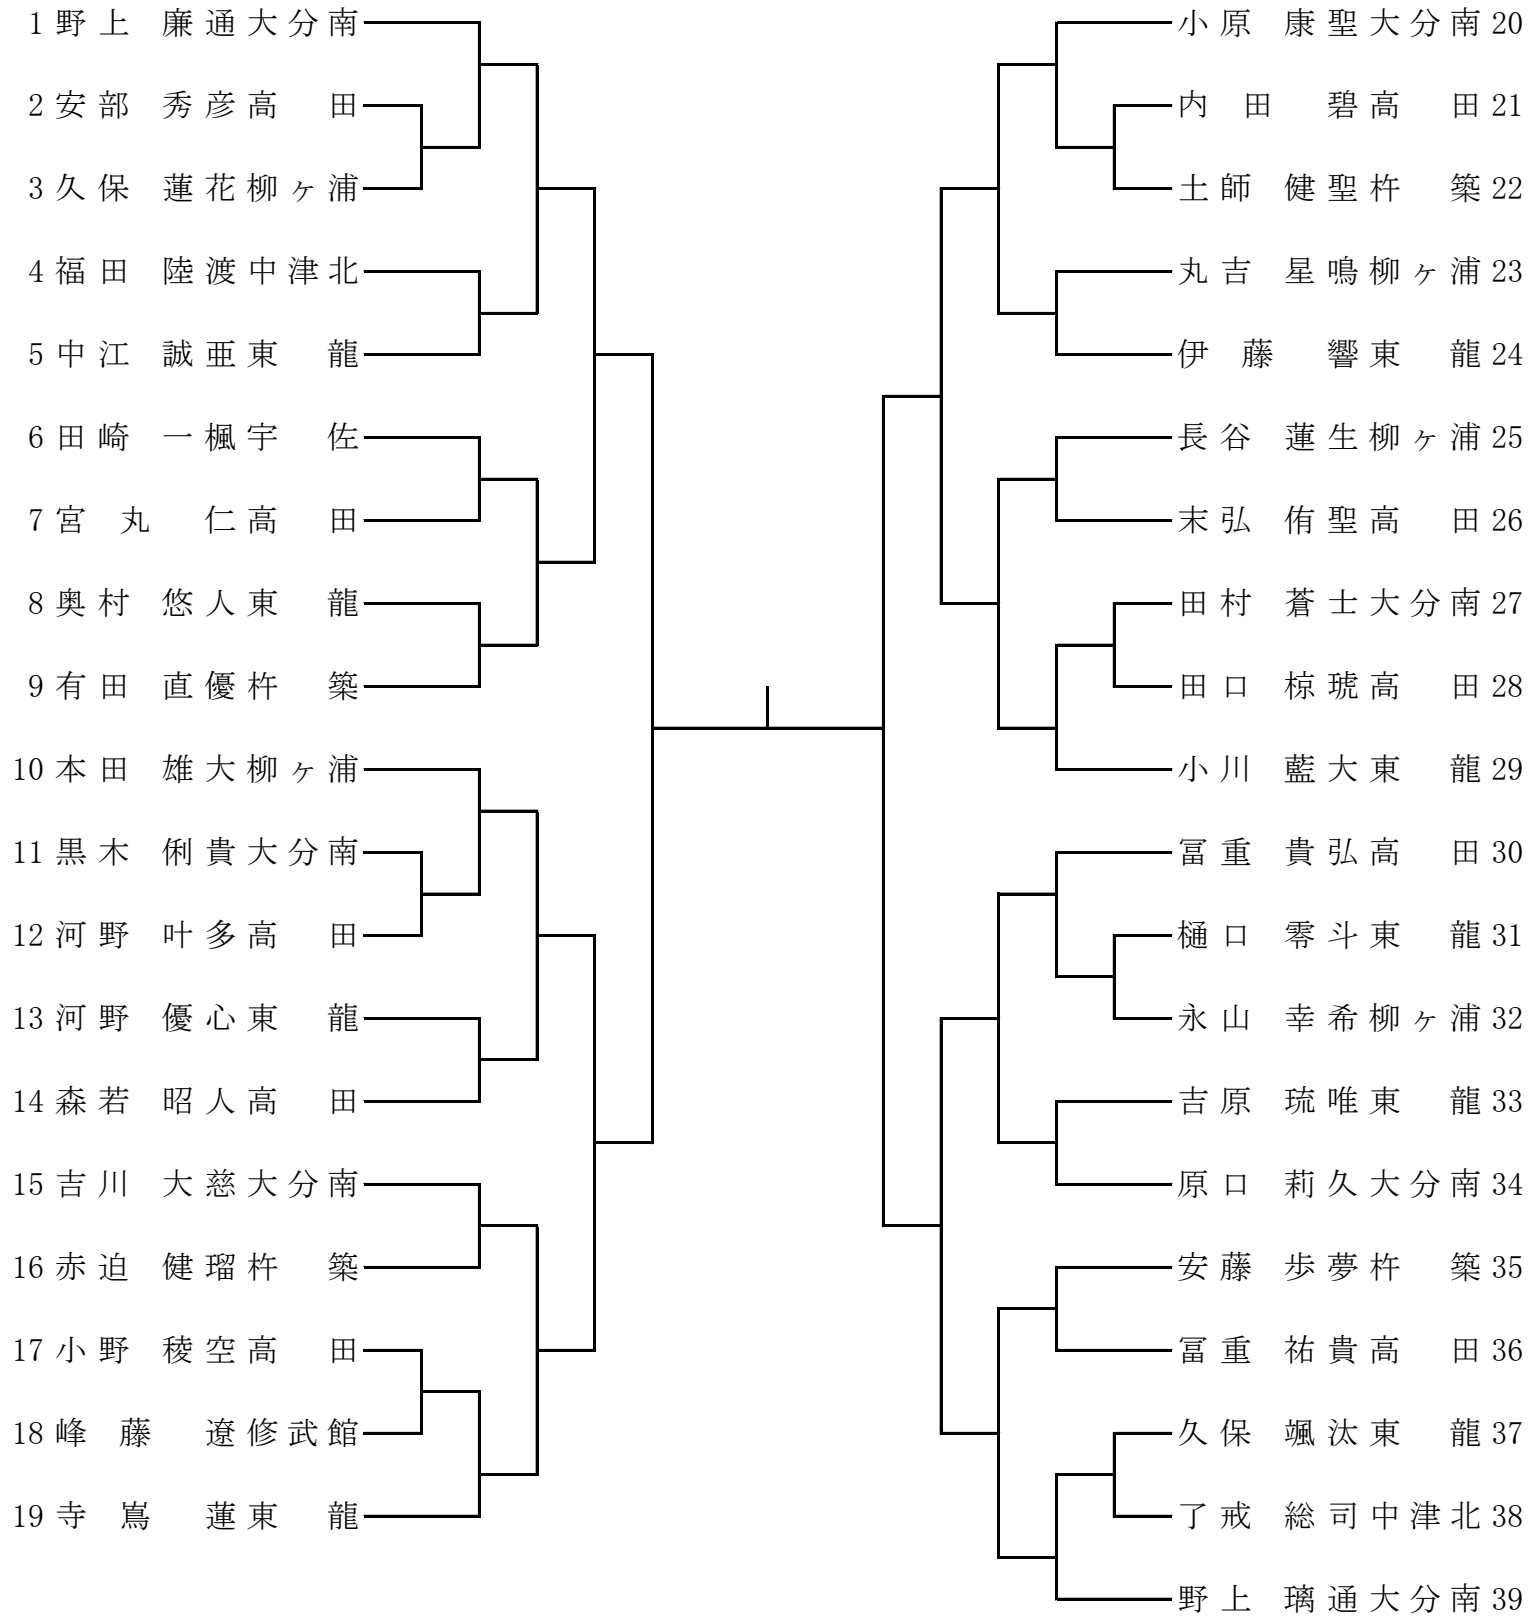 1 野上 廉通 大分南
2 安部 秀彦 高田
3 久保 蓮花 柳ヶ浦
4 福田 陸渡 中津北
5 中江 誠亜 東龍
6 田崎 一楓 宇佐
7 宮丸 仁 高田
8 奥村 悠人 東龍
9 有田 直優 杵築
10 本田 雄大 柳ヶ浦
11 黒木 俐貴 大分南
12 河野 叶多 高田
13 河野 優心 東龍
14 森若 昭人 高田
15 吉川 大慈 大分南
16 赤迫 健瑠 杵築
17 小野 稜空 高田
18 峰藤 遼 修武館
19 寺嶌 蓮 東龍
小原 康聖 大分南 20
内田 碧 高田 21
土師 健聖 杵築 22
丸吉 星鳴 柳ヶ浦 23
伊藤 響 東龍 24
長谷 蓮生 柳ヶ浦 25
末弘 侑聖 高田 26
田村 蒼士 大分南 27
田口 椋琥 高田 28
小川 藍大 東龍 29
冨重 貴弘 高田 30
樋口 零斗 東龍 31
永山 幸希 柳ヶ浦 32
吉原 琉唯 東龍 33
原口 莉久 大分南 34
安藤 歩夢 杵築 35
冨重 祐貴 高田 36
久保 颯汰 東龍 37
了戒 総司 中津北 38
野上 璃通 大分南 39